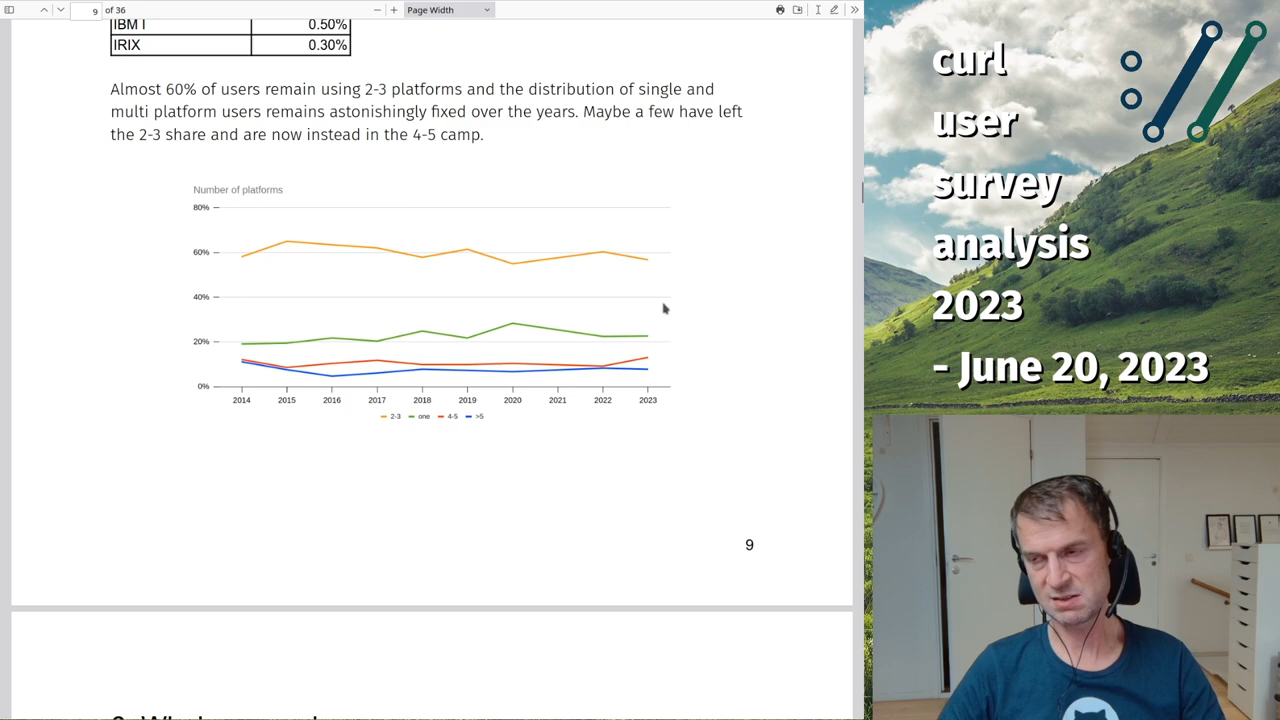 9 of 36
Page Width
IBM I 0.50%
IRIX 0.30%
Almost 60% of users remain using 2-3 platforms and the distribution of single and
multi platform users remains astonishingly fixed over the years. Maybe a few have left
the 2-3 share and are now instead in the 4-5 camp.
Number of platforms
80%
60%
40%
20%
0%
2014 2015 2016 2017 2018 2019 2020 2021 2022 2023
2-3 one 4-5 >5
9
curl
user
survey
analysis
2023
- June 20, 2023